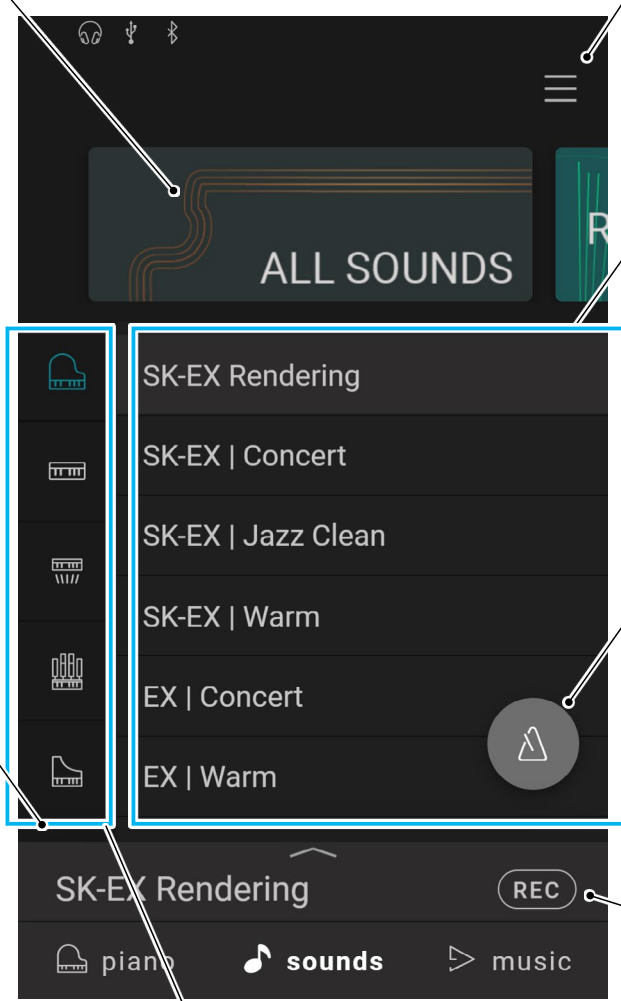 ALL SOUNDS
R
SK-EX Rendering
SK-EX | Concert
SK-EX | Jazz Clean
SK-EX | Warm
EX | Concert
EX | Warm
SK-EX Rendering
REC
piano sounds music